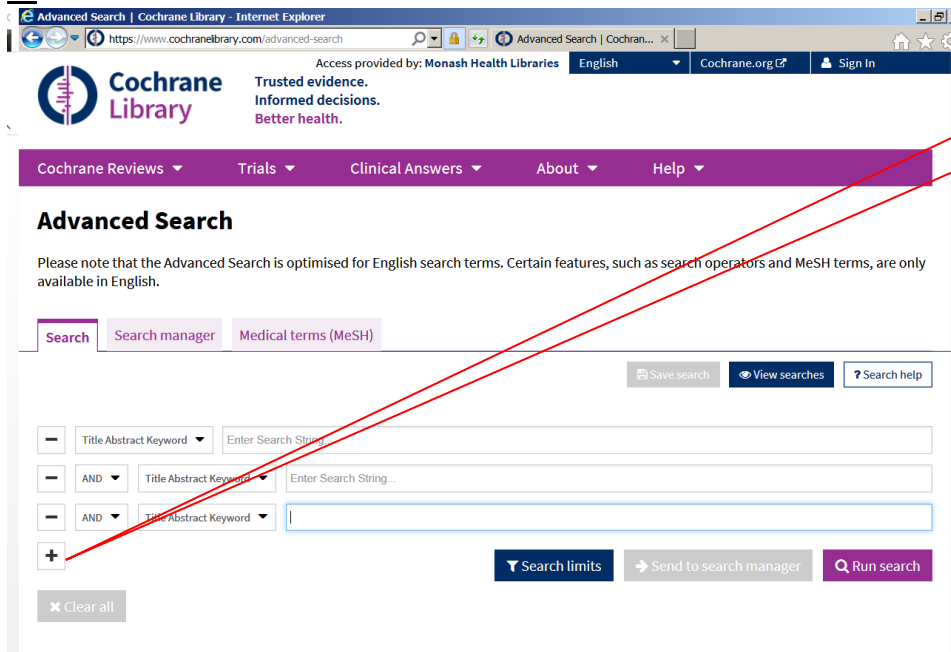 Advanced Search | Cochrane Library - Internet Explorer
https://www.cochranelibrary.com/advanced-search
Advanced Search | Cochran...
Access provided by: Monash Health Libraries English Cochrane.org Sign In
Cochrane Library
Trusted evidence.
Informed decisions.
Better health.
Cochrane Reviews Trials Clinical Answers About Help
Advanced Search
Please note that the Advanced Search is optimised for English search terms. Certain features, such as search operators and MeSH terms, are only
available in English.
Search Search manager Medical terms (MeSH)
Save search View searches ? Search help
Title Abstract Keyword Enter Search String...
AND Title Abstract Keyword Enter Search String...
AND Title Abstract Keyword
Search limits Send to search manager Run search
Clear all